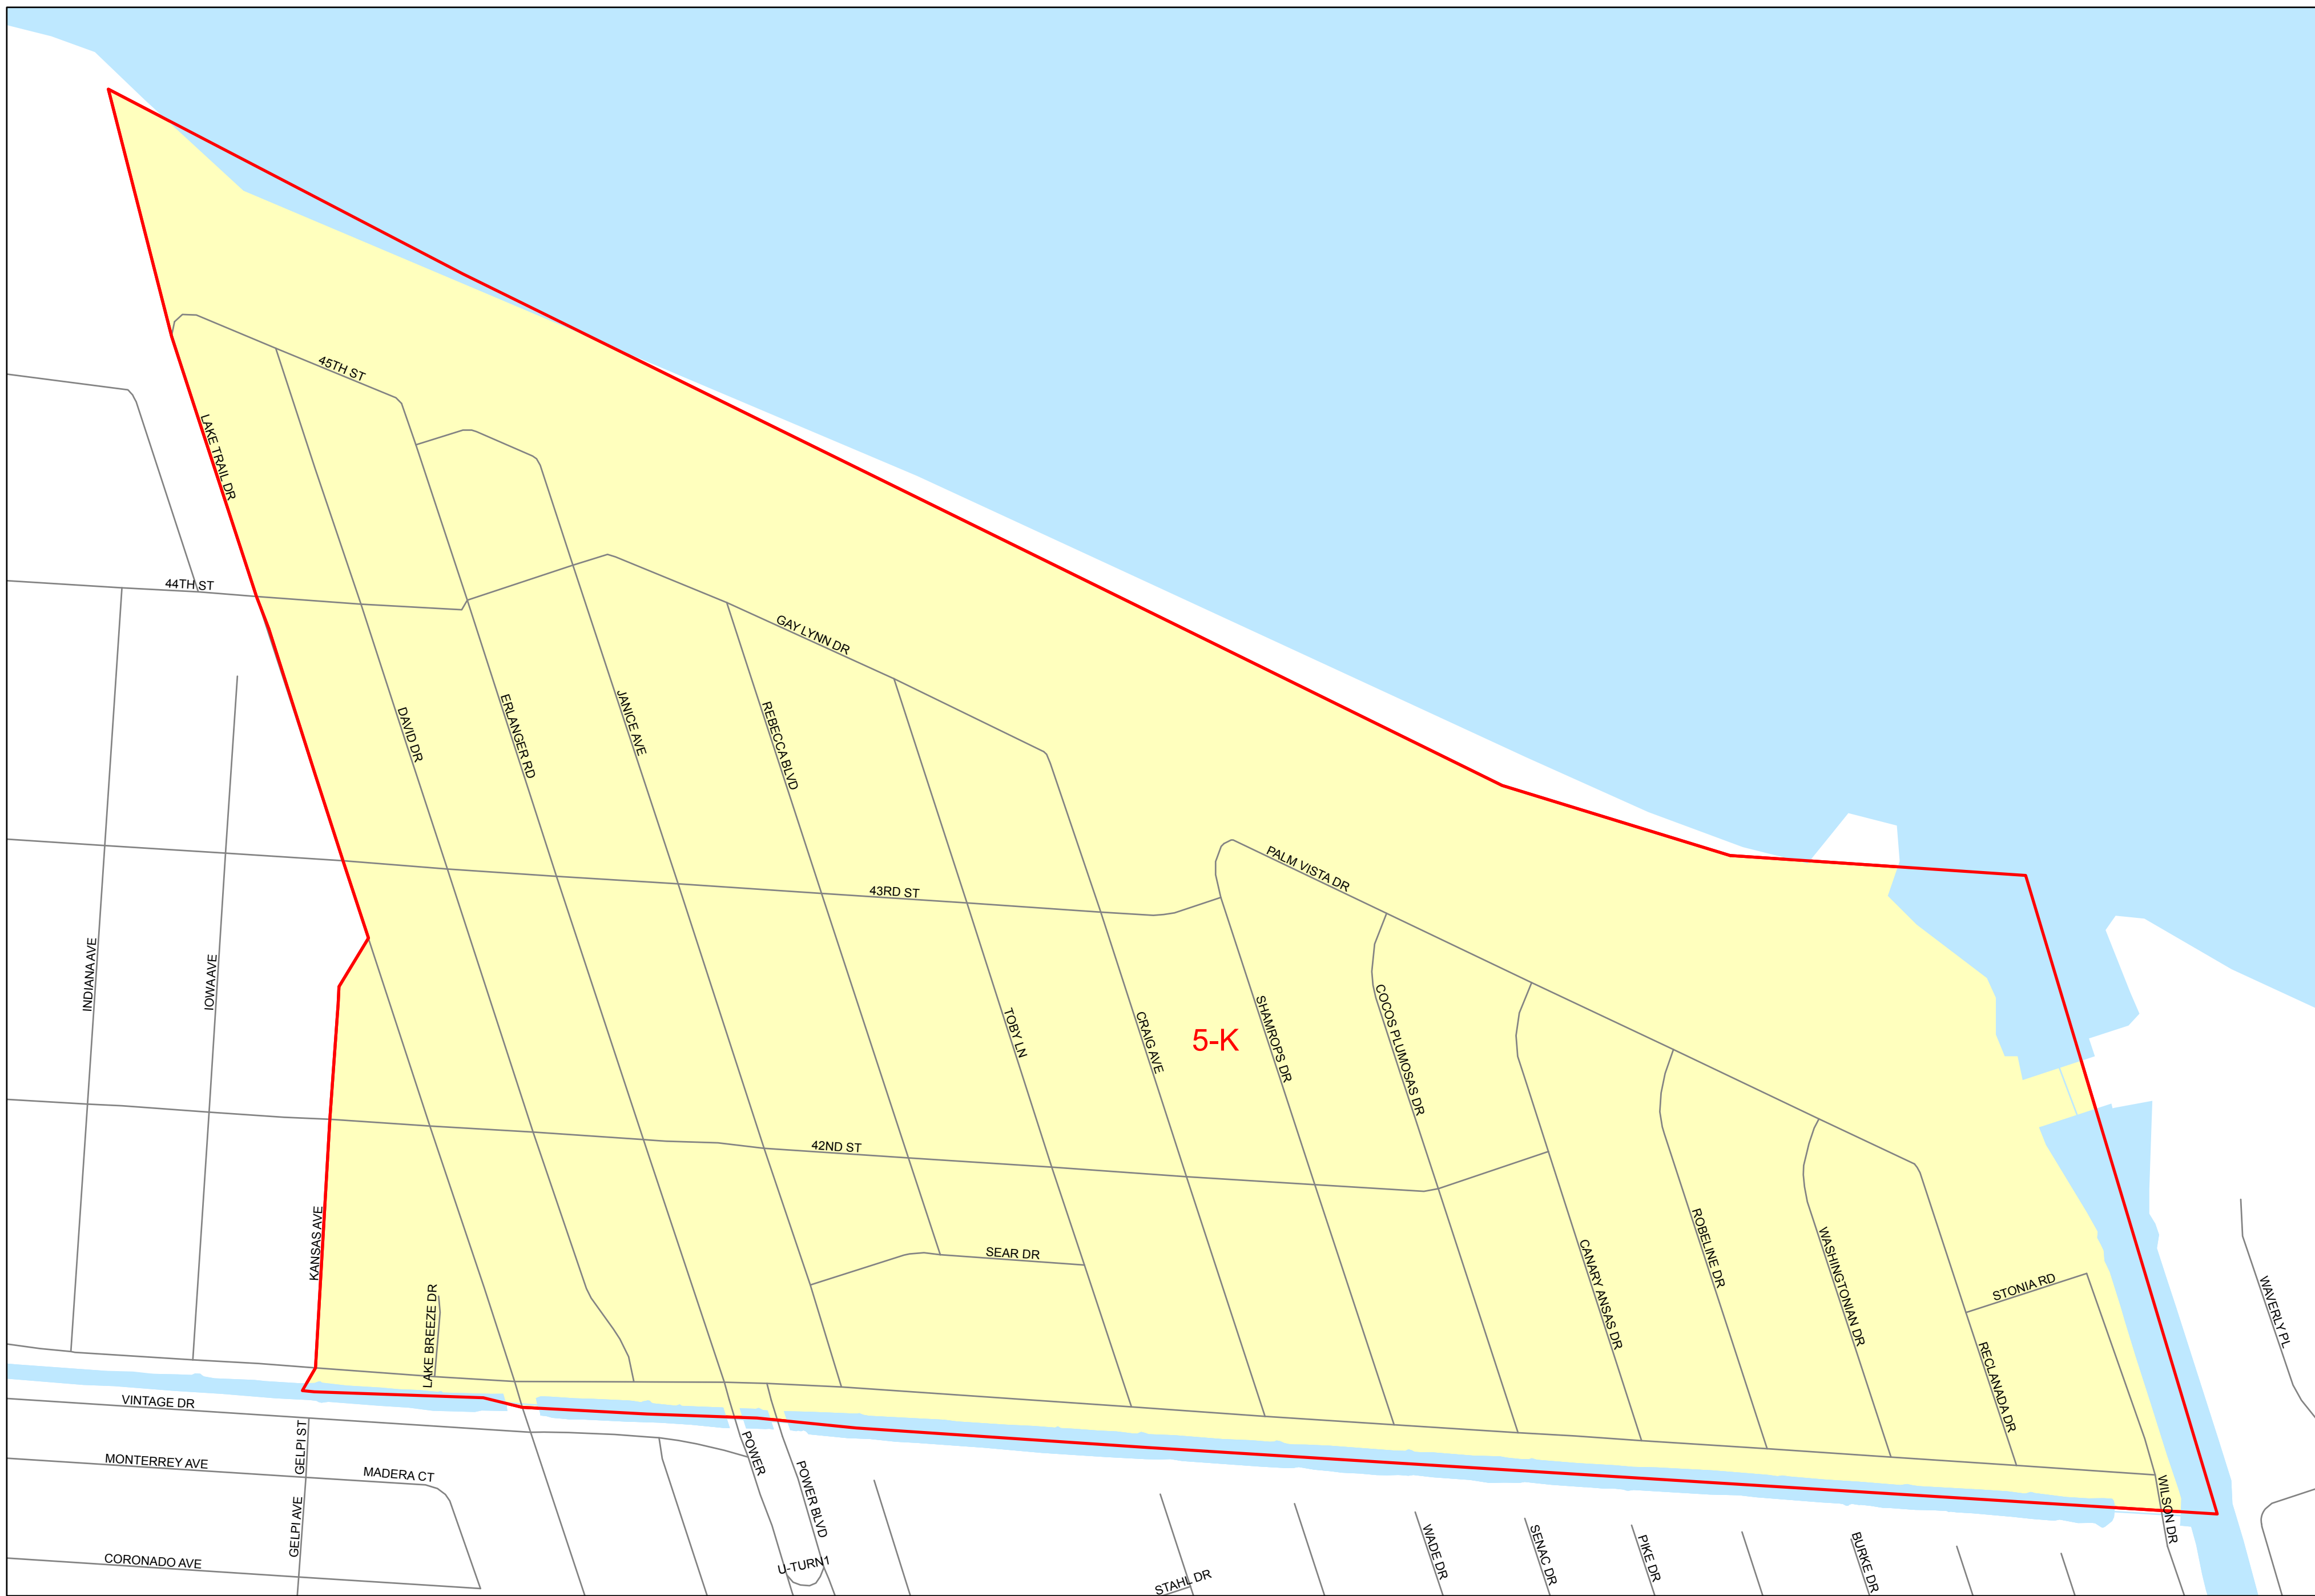 45TH ST
LAKE TRAIL DR
44TH ST
GAY LYNN DR
DAVID DR
ERLANGER RD
JANICE AVE
REBECCA BLVD
43RD ST
PALM VISTA DR
INDIANA AVE
IOWA AVE
TOBY LN
CRAIG AVE
5-K
SHAMROPS DR
COCOS PLUMOSAS DR
42ND ST
KANSAS AVE
SEAR DR
CANARY ANSAS DR
ROBELINE DR
WASHINGTONIAN DR
STONIA RD
WAVERLY PL
LAKE BREEZE DR
RECLANADA DR
VINTAGE DR
GELPI ST
MONTERREY AVE
MADERA CT
POWER
POWER BLVD
WILSON DR
GELPI AVE
CORONADO AVE
U-TURN1
STAHL DR
WADE DR
SENAC DR
PIKE DR
BURKE DR